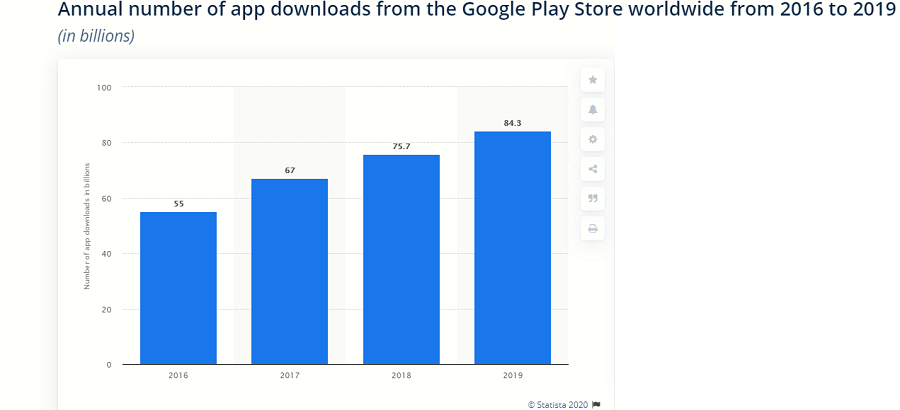 Annual number of app downloads from the Google Play Store worldwide from 2016 to 2019
(in billions)
Number of app downloads in billions
100
80
60
40
20
0
55
67
75.7
84.3
2016 2017 2018 2019
© Statista 2020